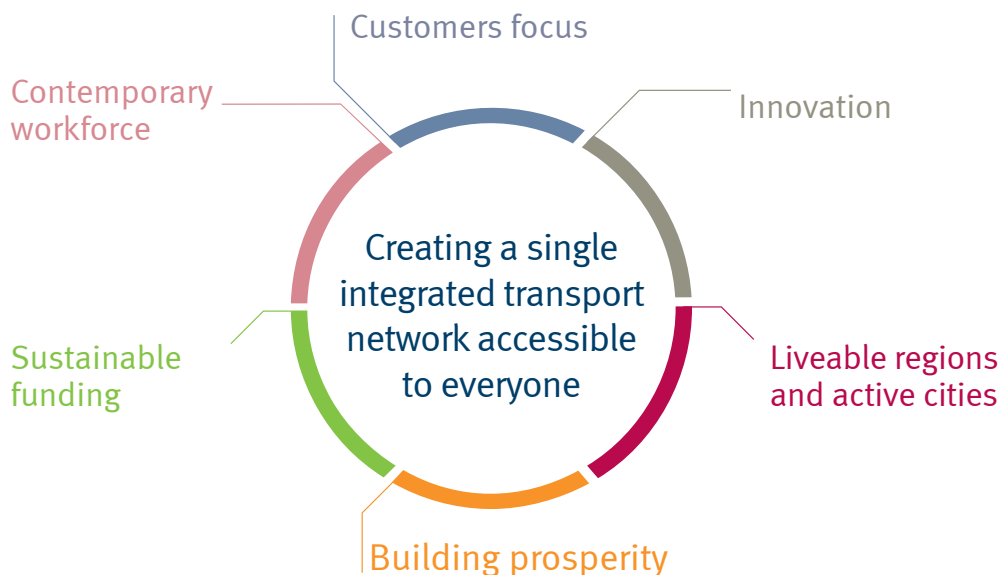 Customers focus
Contemporary
workforce
Innovation
Creating a single
integrated transport
network accessible
to everyone
Sustainable
funding
Liveable regions
and active cities
Building prosperity